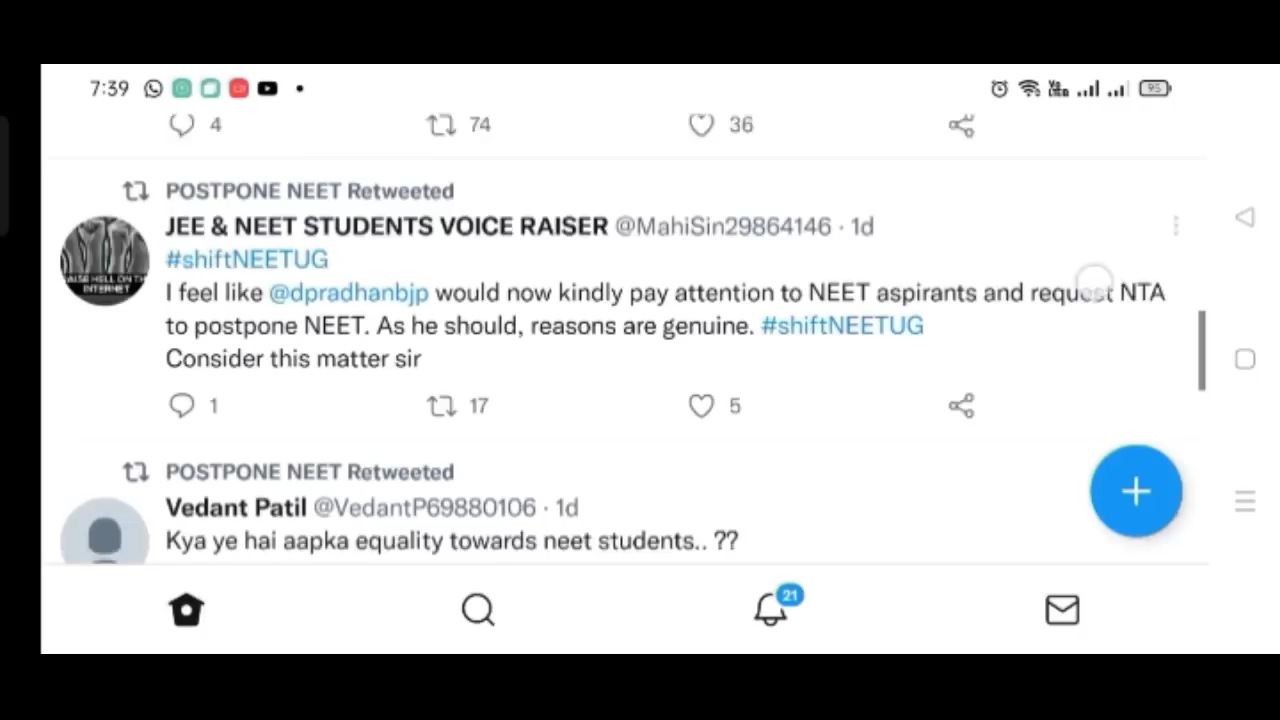 7:39
95
4 74 36
POSTPONE NEET Retweeted
JEE & NEET STUDENTS VOICE RAISER @MahiSin29864146 · 1d
#shiftNEETUG
I feel like @dpradhanbjp would now kindly pay attention to NEET aspirants and request NTA
to postpone NEET. As he should, reasons are genuine. #shiftNEETUG
Consider this matter sir
1 17 5
POSTPONE NEET Retweeted
Vedant Patil @VedantP69880106 · 1d
Kya ye hai aapka equality towards neet students.. ??
21